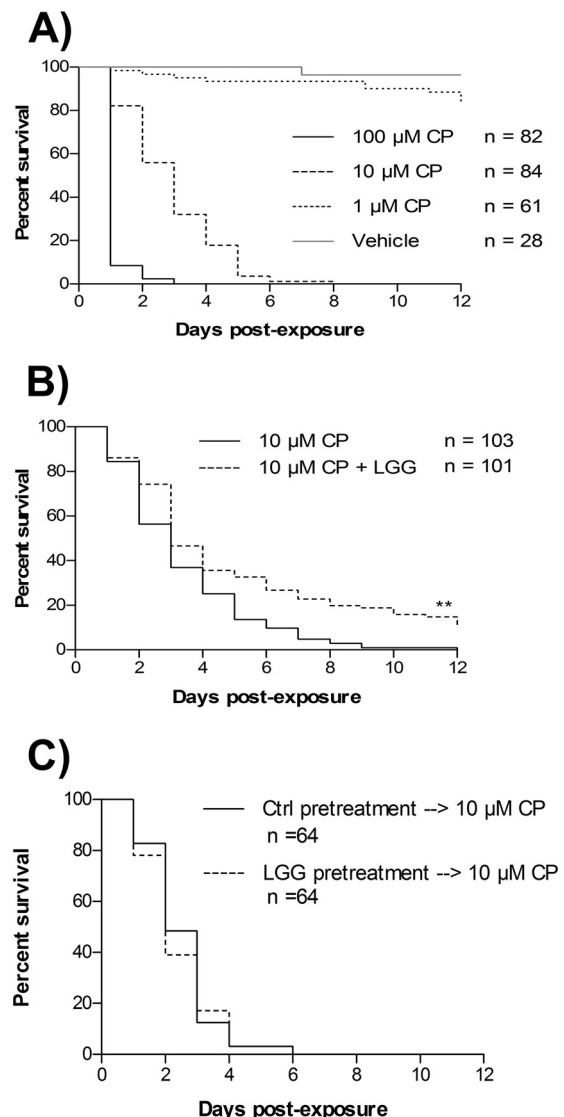 A)
100
80
60
40
20
0
Percent survival
100 µM CP n = 82
10 µM CP n = 84
1 µM CP n = 61
Vehicle n = 28
0 2 4 6 8 10 12
Days post-exposure
B)
100
80
60
40
20
0
Percent survival
10 µM CP n = 103
10 µM CP + LGG n = 101
**
0 2 4 6 8 10 12
Days post-exposure
C)
100
80
60
40
20
0
Percent survival
Ctrl pretreatment --> 10 µM CP
n =64
LGG pretreatment --> 10 µM CP
n =64
0 2 4 6 8 10 12
Days post-exposure